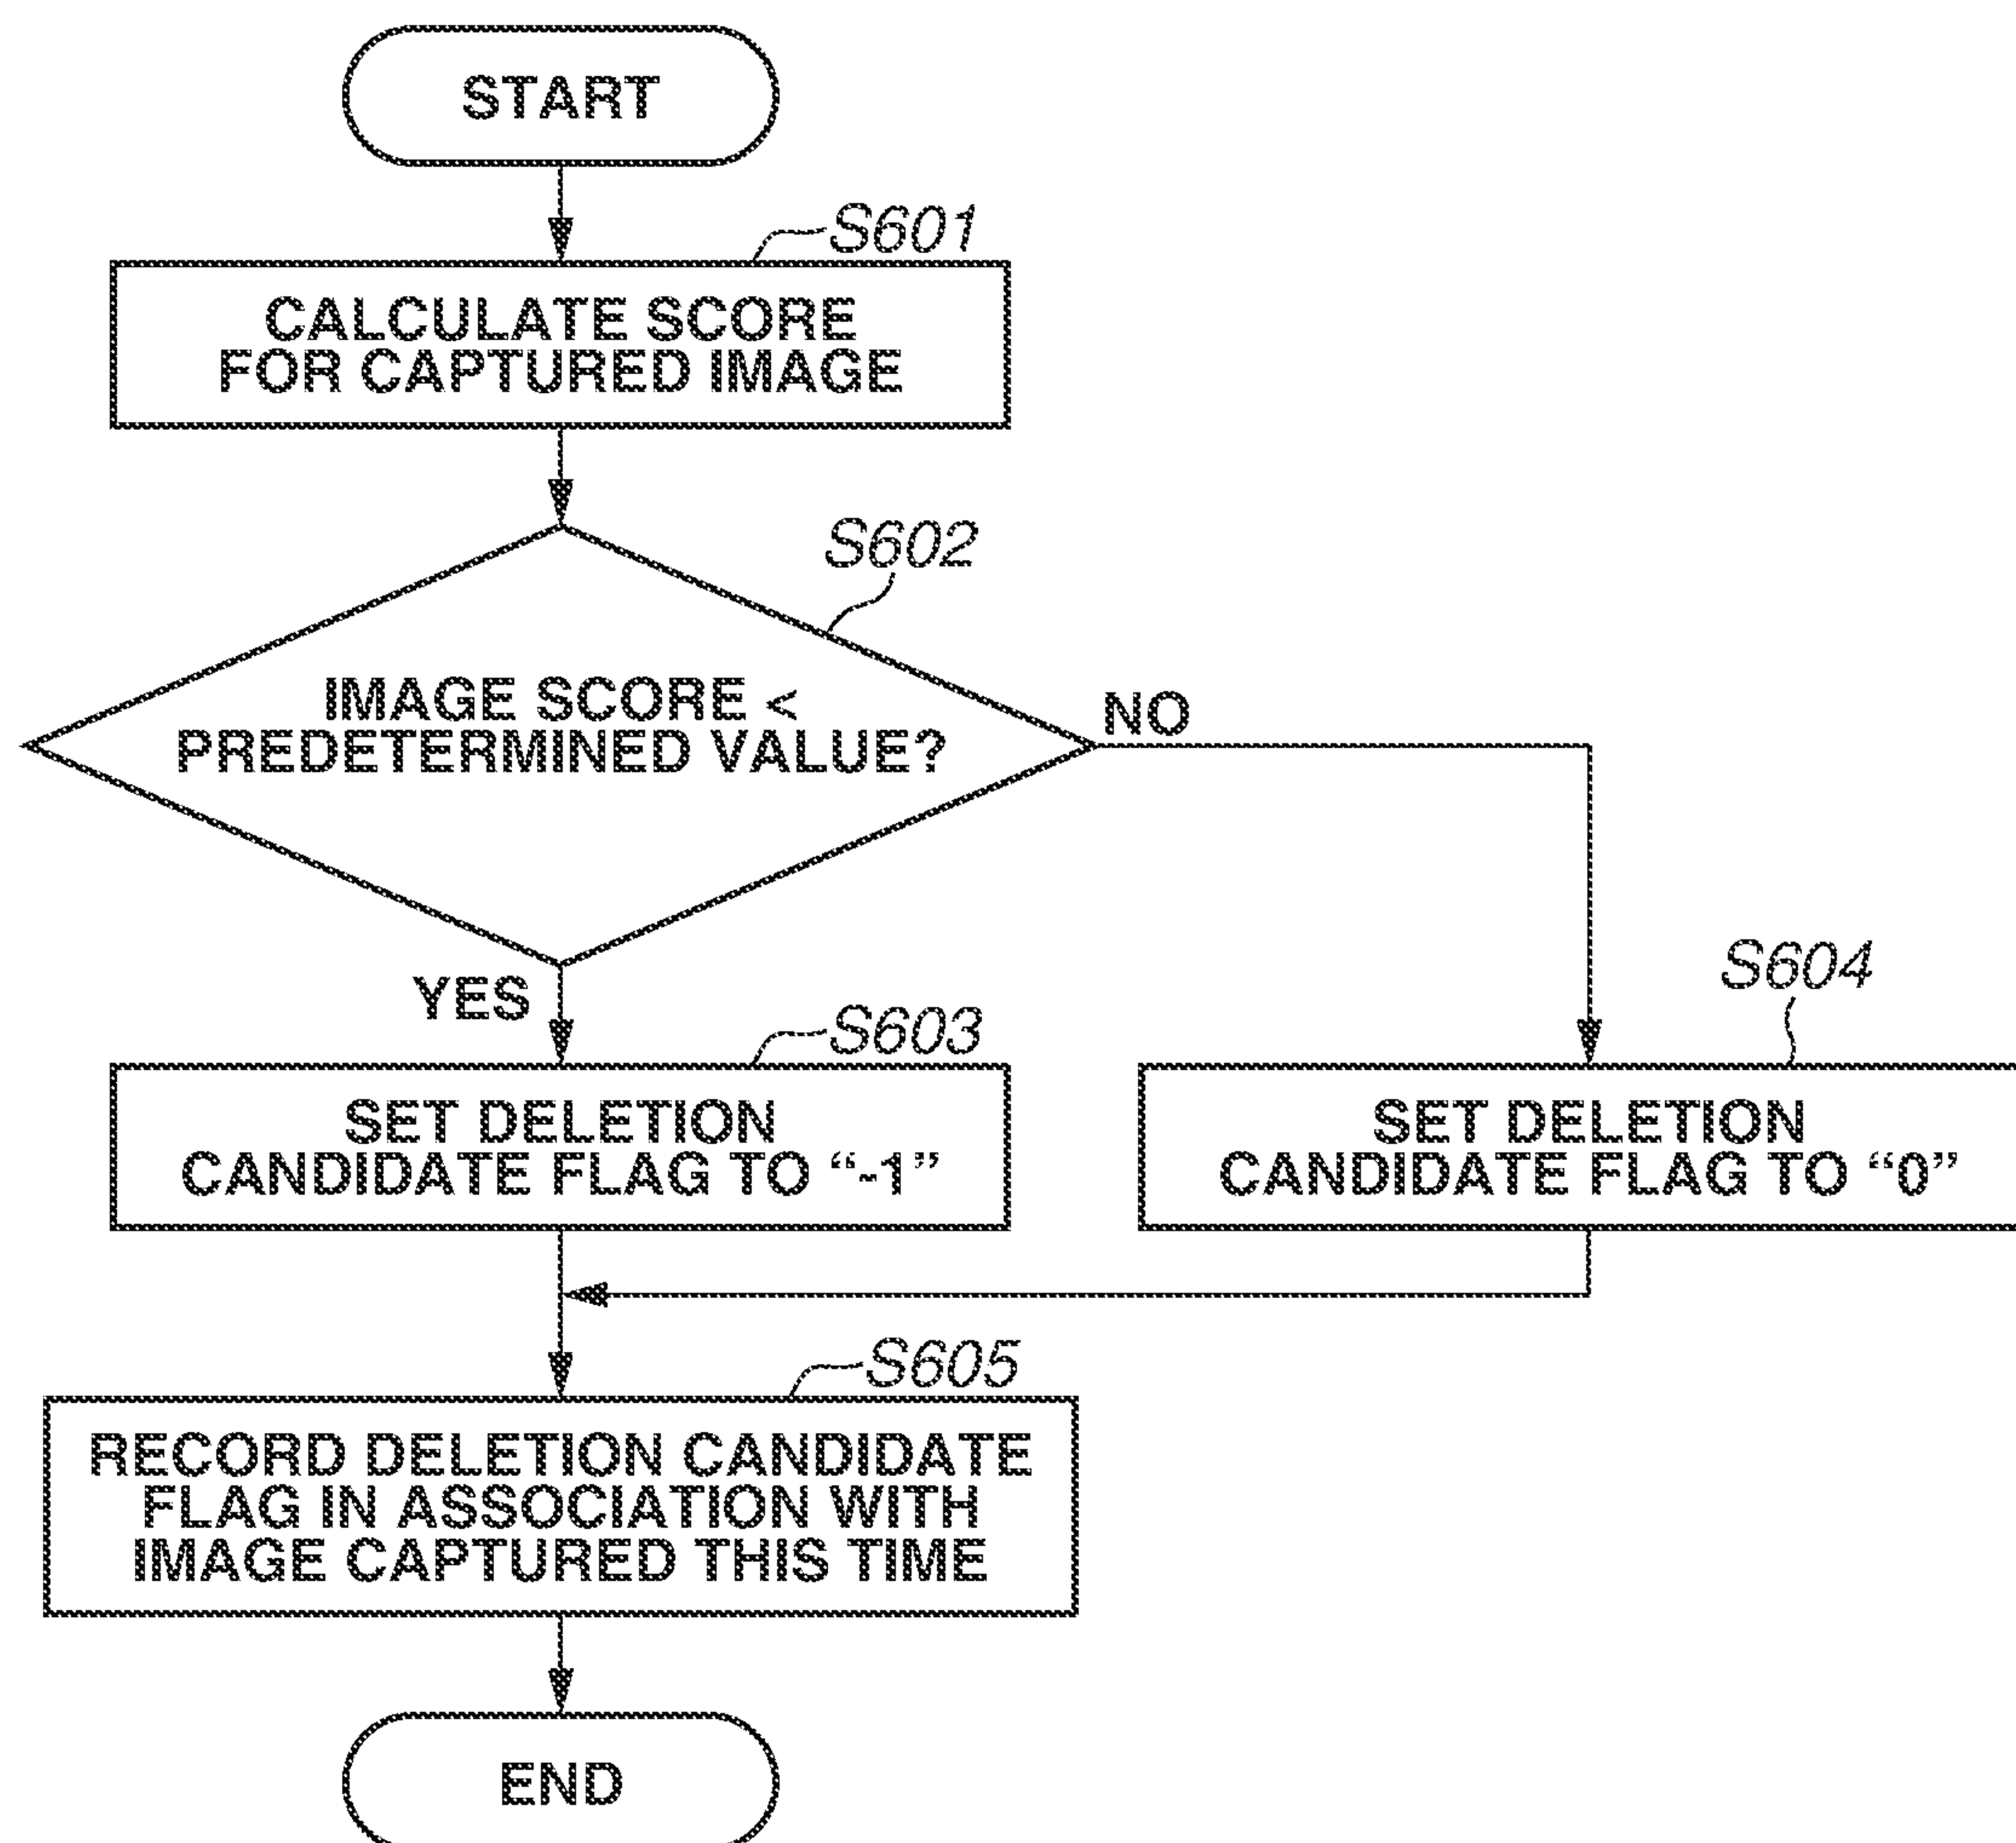 START
S601
CALCULATE SCORE
FOR CAPTURED IMAGE
S602
IMAGE SCORE <
PREDETERMINED VALUE?
NO
YES
S603
SET DELETION
CANDIDATE FLAG TO “-1”
S604
SET DELETION
CANDIDATE FLAG TO “0”
S605
RECORD DELETION CANDIDATE
FLAG IN ASSOCIATION WITH
IMAGE CAPTURED THIS TIME
END